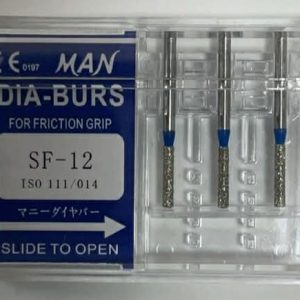 CE 0197 MAN
DIA-BURS
FOR FRICTION GRIP
SF-12
ISO 111/014
マニーダイヤバー
SLIDE TO OPEN